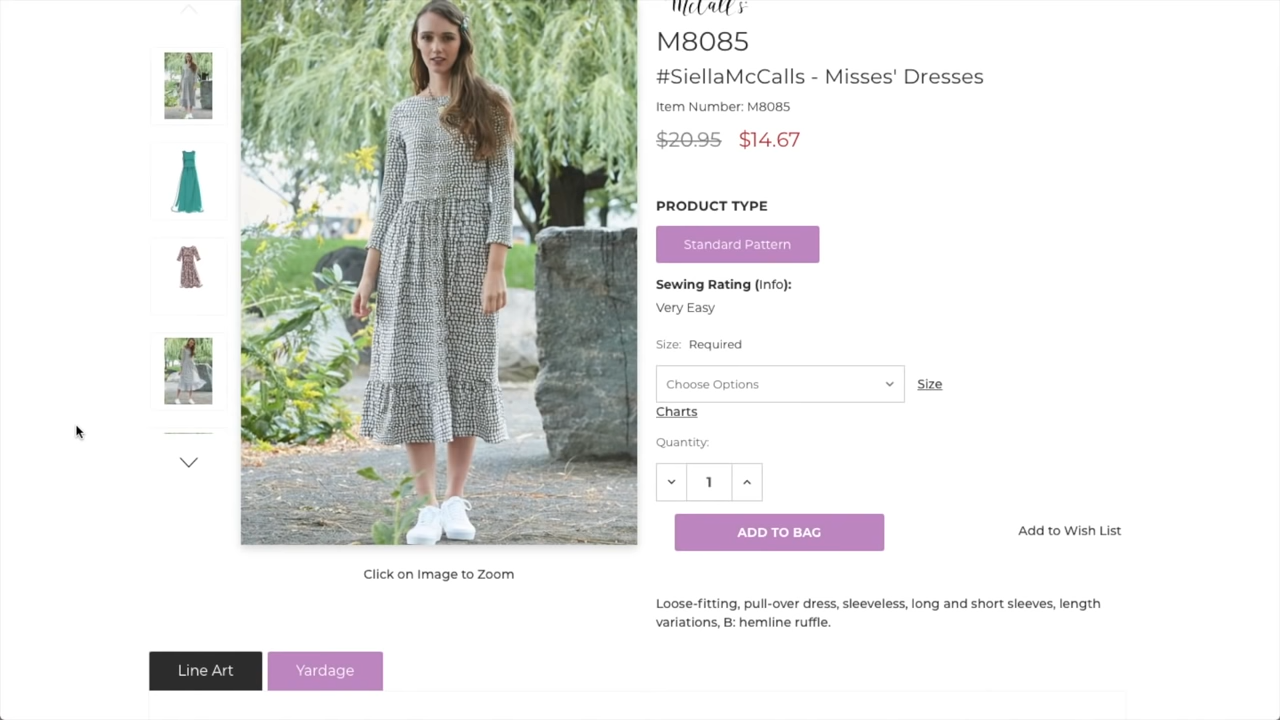 McCall's
M8085
#SiellaMcCalls - Misses' Dresses
Item Number: M8085
$20.95 $14.67
PRODUCT TYPE
Standard Pattern
Sewing Rating (Info):
Very Easy
Size: Required
Choose Options
Size
Charts
Quantity:
1
ADD TO BAG
Add to Wish List
Click on Image to Zoom
Loose-fitting, pull-over dress, sleeveless, long and short sleeves, length
variations, B: hemline ruffle.
Line Art
Yardage